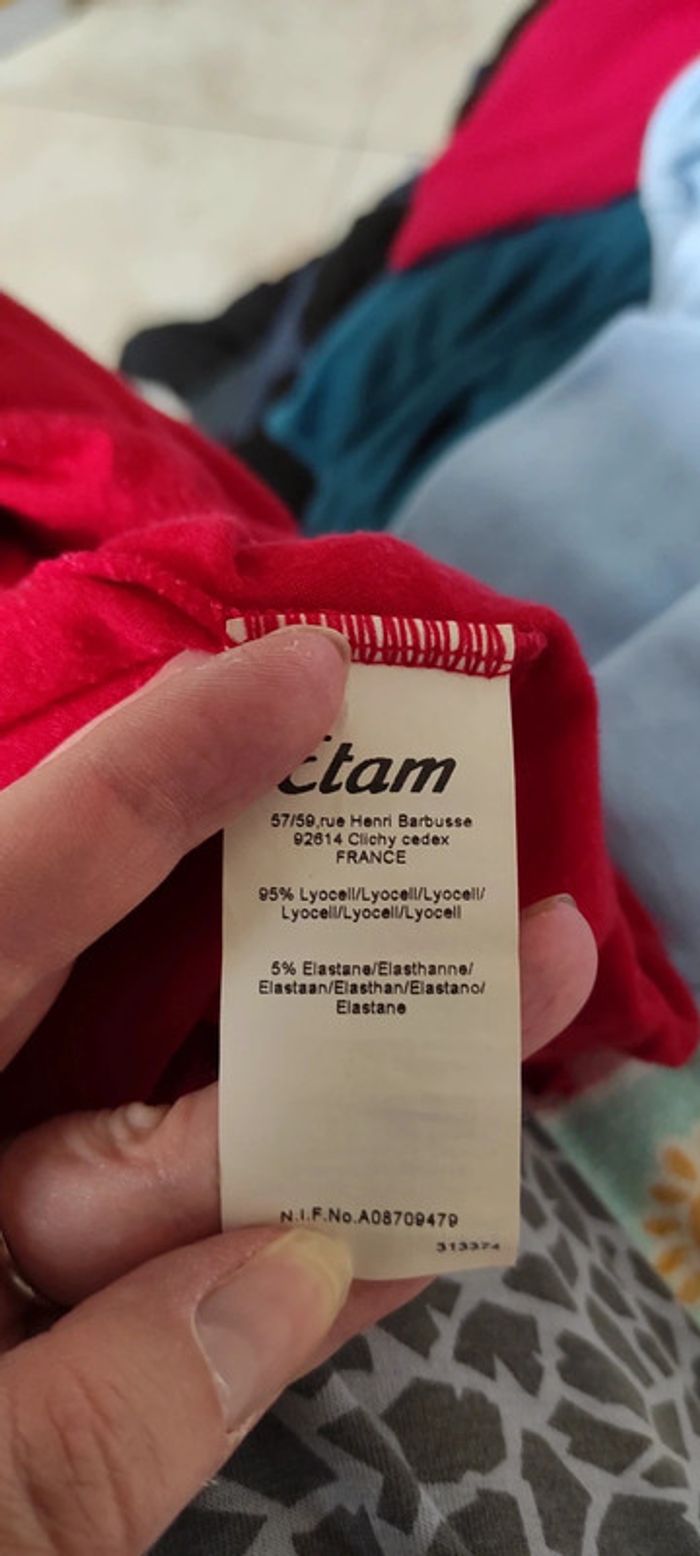 Etam
57/59,rue Henri Barbusse
92614 Clichy cedex
FRANCE
95% Lyocell/Lyocell/Lyocell/
Lyocell/Lyocell/Lyocell
5% Elastane/Elasthanne/
Elastaan/Elasthan/Elastano/
Elastane
N.I.F.No.A08709479
313374